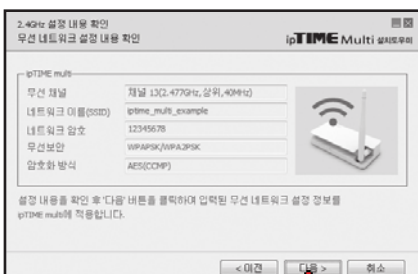 2.4GHz 설정 내용 확인
무선 네트워크 설정 내용 확인
ipTIME Multi 설치도우미
ipTIME multi
무선 채널 채널 13(2.477GHz,상위,40MHz)
네트워크 이름(SSID) iptime_multi_example
네트워크 암호 12345678
무선보안 WPAPSK/WPA2PSK
암호화 방식 AES(CCMP)
설정 내용을 확인 후 '다음' 버튼을 클릭하여 입력된 무선 네트워크 설정 정보를
ipTIME multi에 적용합니다.
< 이전 다음 > 취소